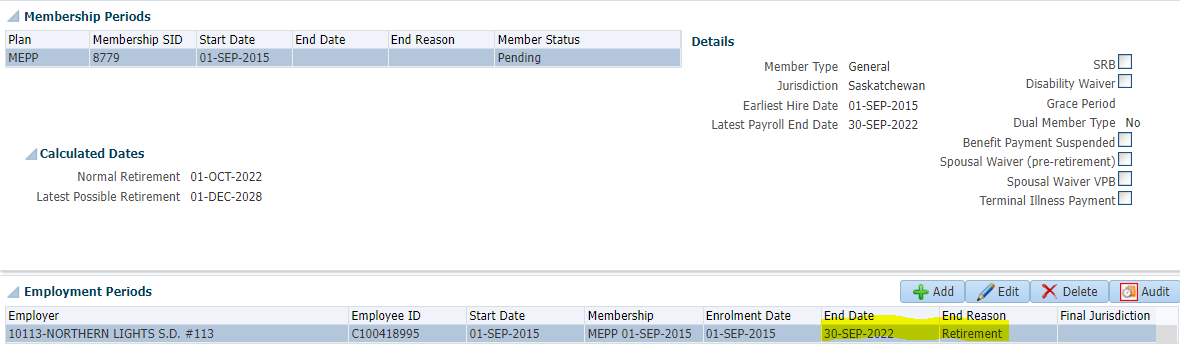 Membership Periods
Plan Membership SID Start Date End Date End Reason Member Status
MEPP 8779 01-SEP-2015 Pending
Details
Member Type General
Jurisdiction Saskatchewan
Earliest Hire Date 01-SEP-2015
Latest Payroll End Date 30-SEP-2022
SRB
Disability Waiver
Grace Period
Dual Member Type No
Benefit Payment Suspended
Spousal Waiver (pre-retirement)
Spousal Waiver VPB
Terminal Illness Payment
Calculated Dates
Normal Retirement 01-OCT-2022
Latest Possible Retirement 01-DEC-2028
Employment Periods
Add Edit Delete Audit
Employer Employee ID Start Date Membership Enrolment Date End Date End Reason Final Jurisdiction
10113-NORTHERN LIGHTS S.D. #113 C100418995 01-SEP-2015 MEPP 01-SEP-2015 01-SEP-2015 30-SEP-2022 Retirement